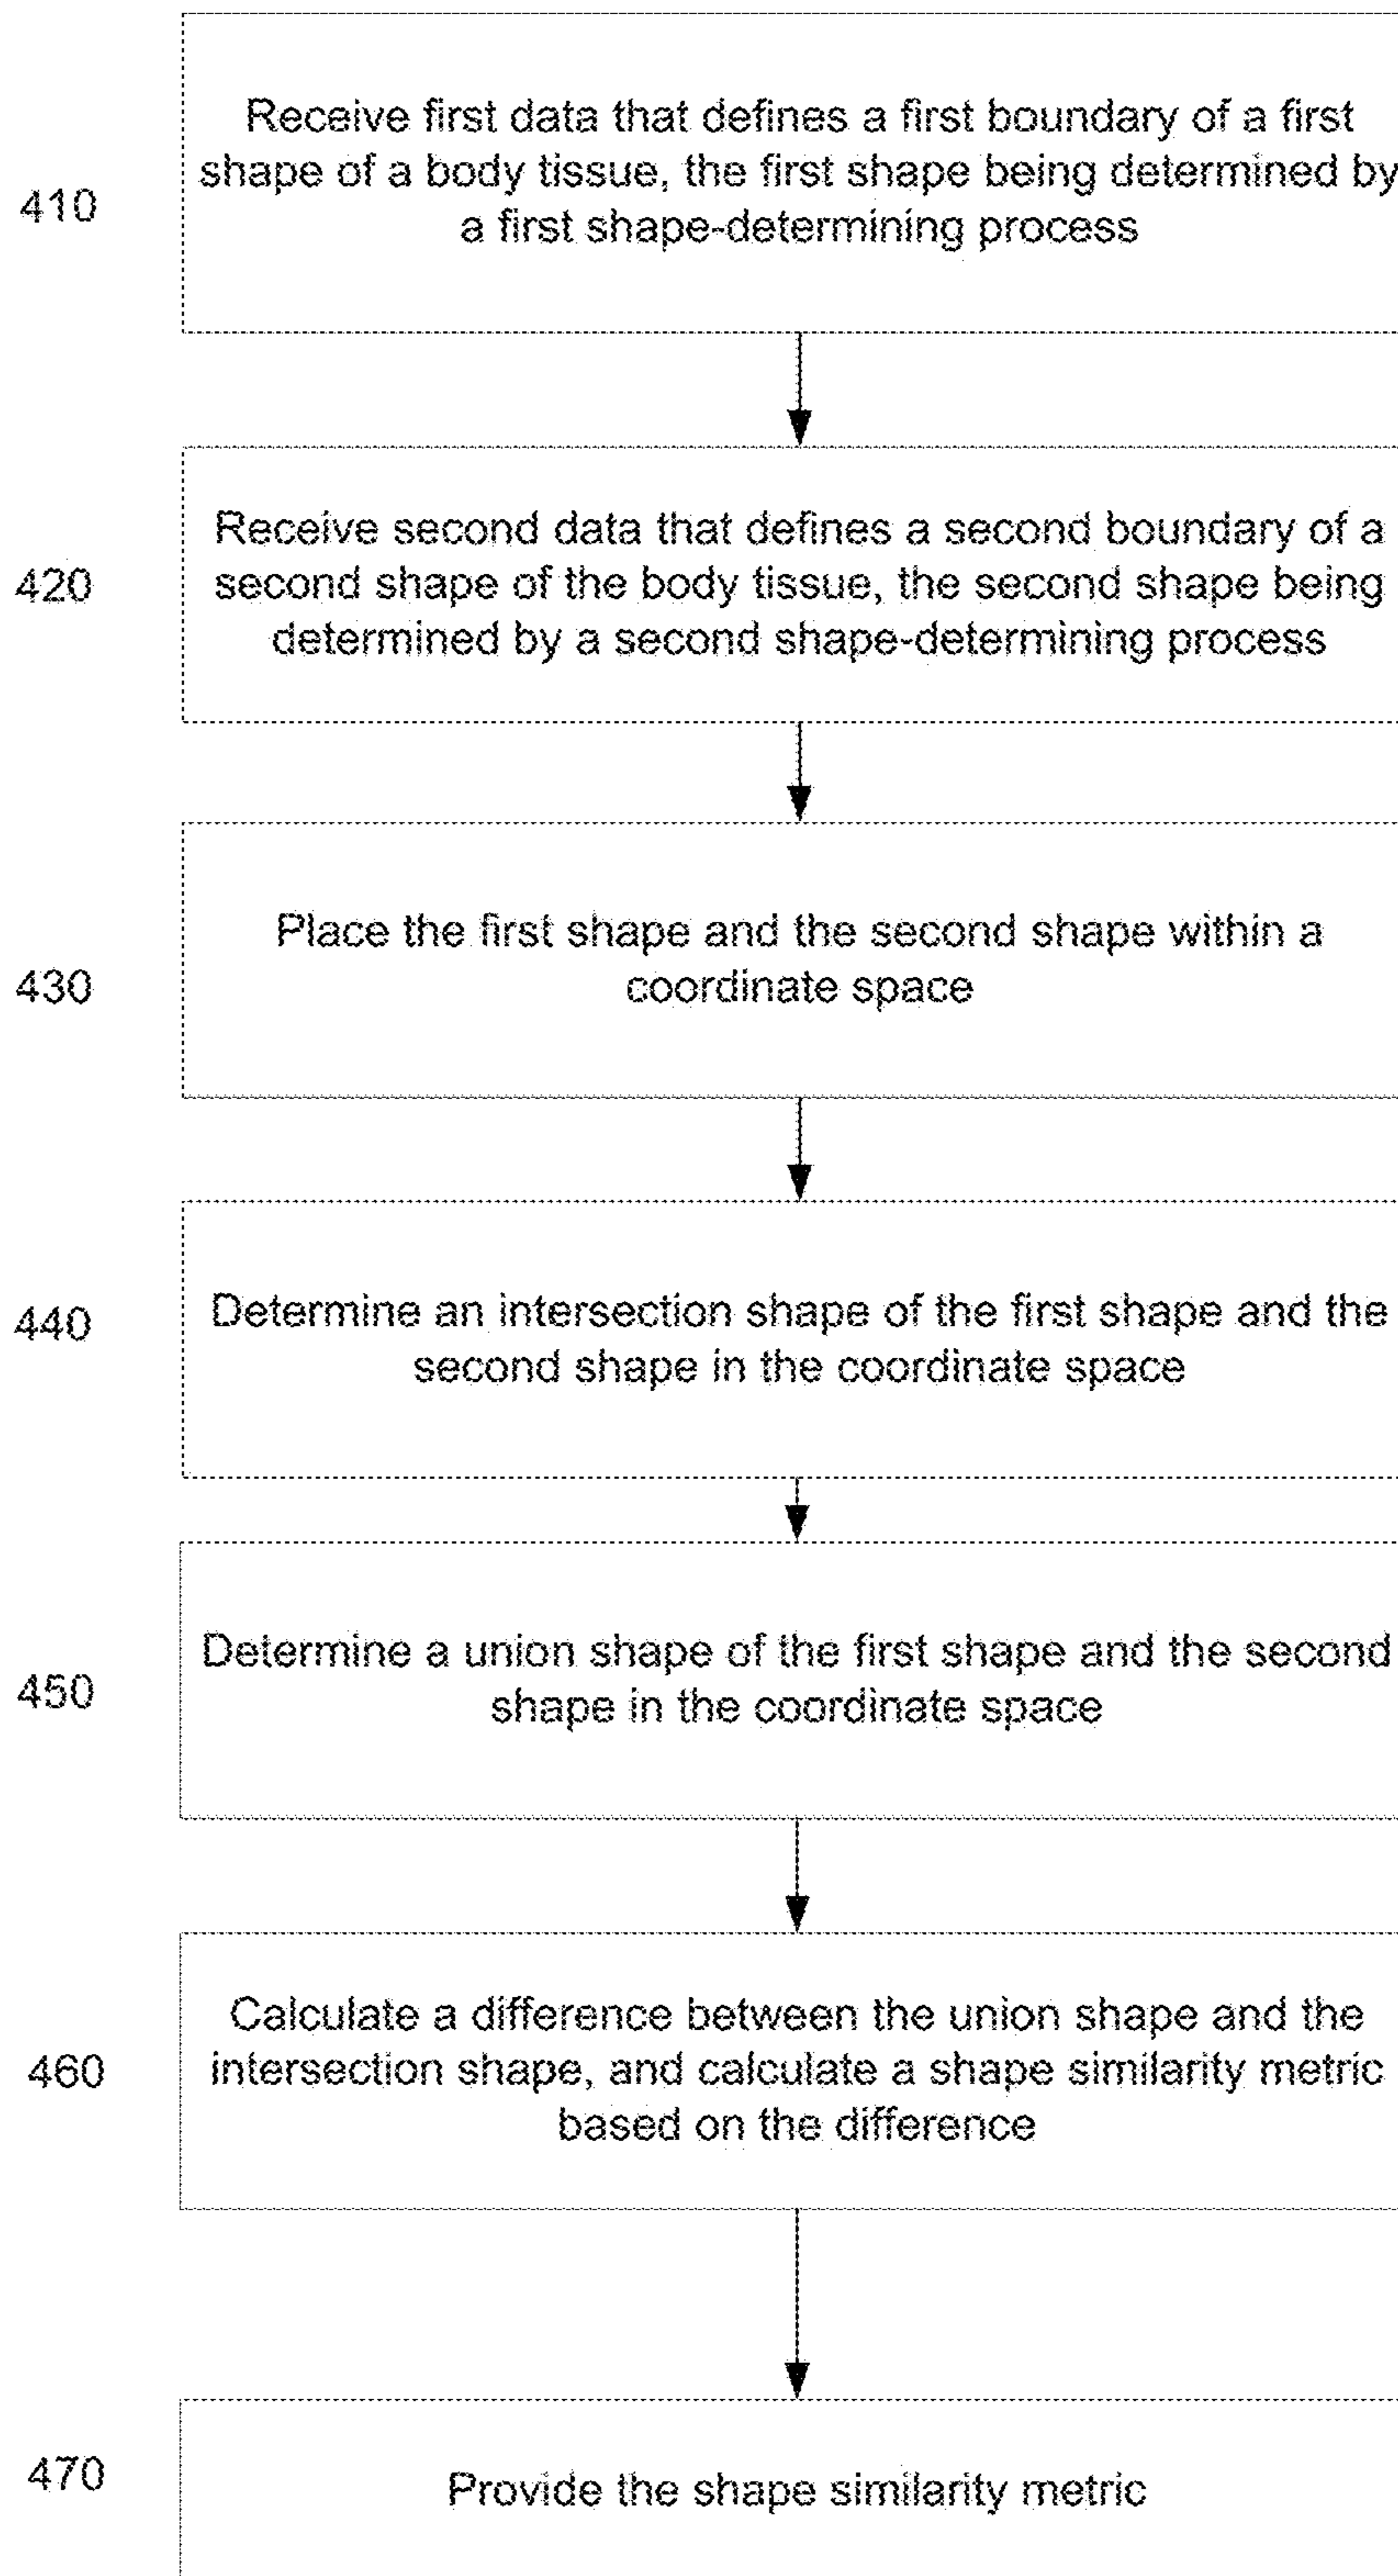 Receive first data that defines a first boundary of a first
shape of a body tissue, the first shape being determined by
a first shape-determining process
410
Receive second data that defines a second boundary of a
second shape of the body tissue, the second shape being
determined by a second shape-determining process
420
Place the first shape and the second shape within a
coordinate space
430
Determine an intersection shape of the first shape and the
second shape in the coordinate space
440
Determine a union shape of the first shape and the second
shape in the coordinate space
450
Calculate a difference between the union shape and the
intersection shape, and calculate a shape similarity metric
based on the difference
460
Provide the shape similarity metric
470